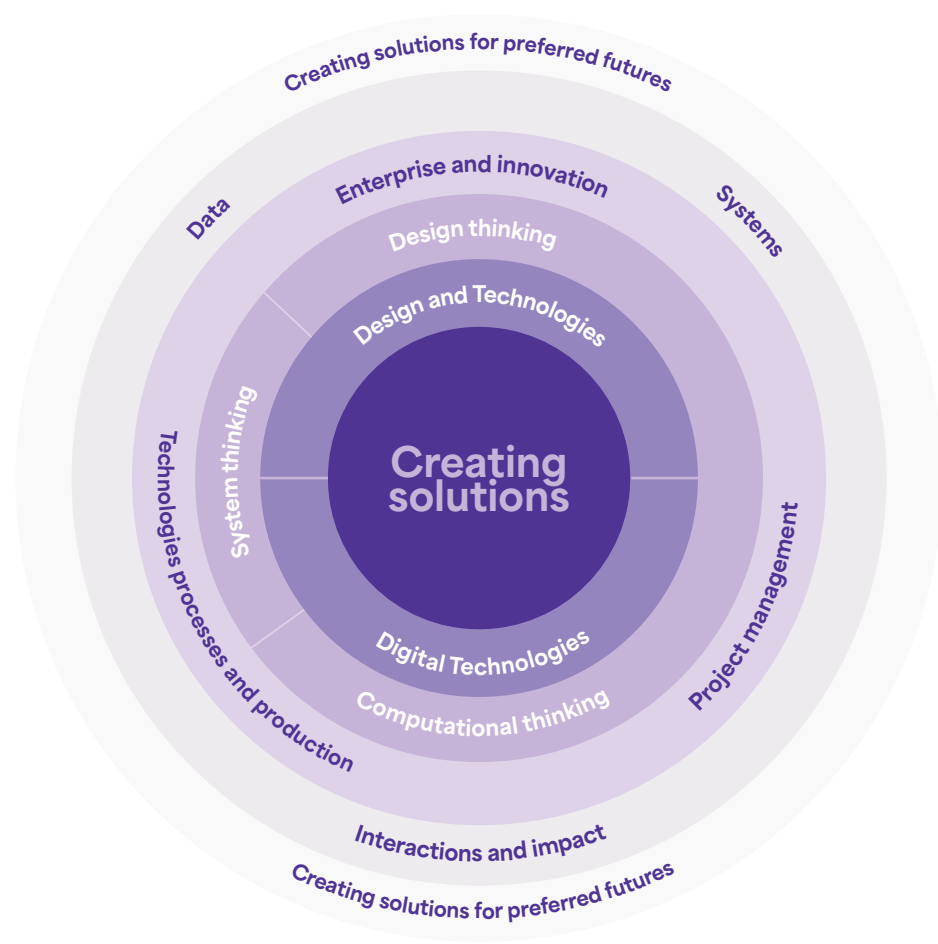 Creating solutions for preferred futures
Data
Systems
Enterprise and innovation
Design thinking
Design and Technologies
System thinking
Creating
solutions
Technologies processes and production
Project management
Digital Technologies
Computational thinking
Interactions and impact
Creating solutions for preferred futures